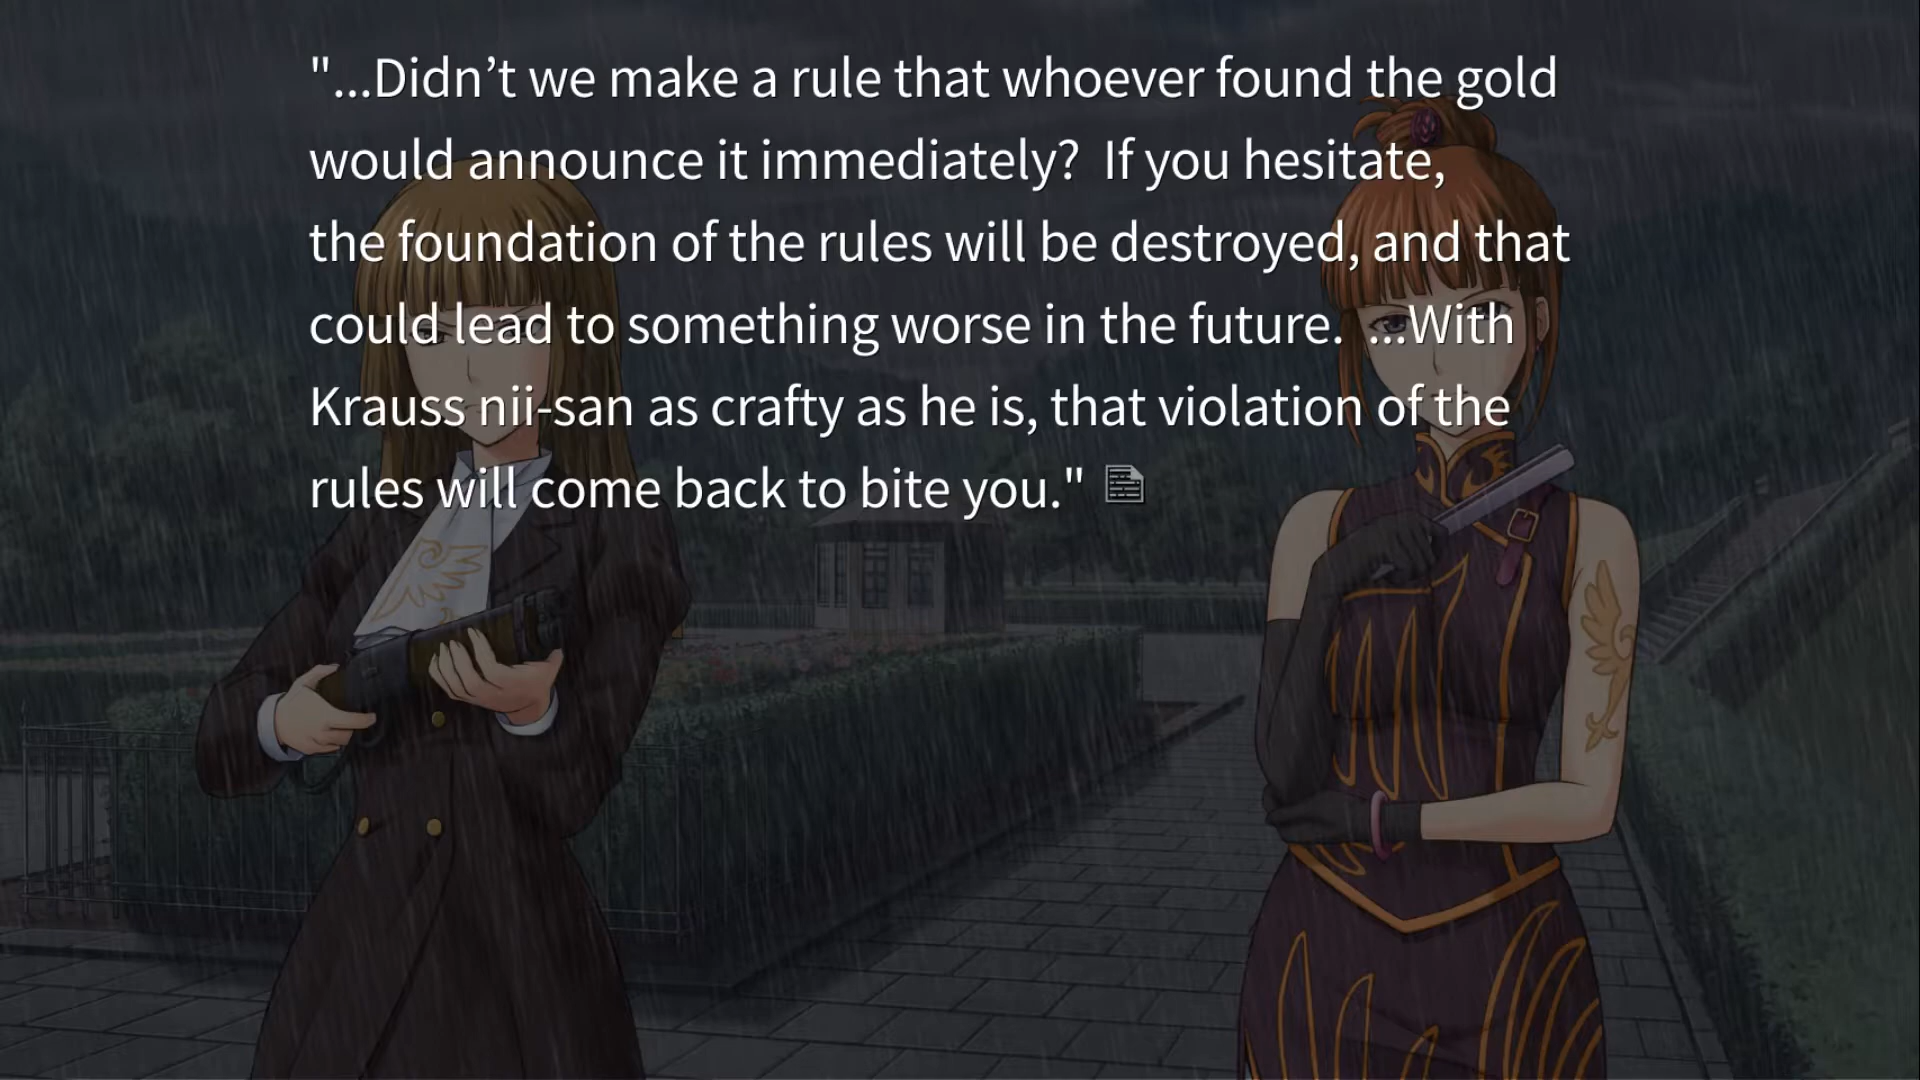 "...Didn’t we make a rule that whoever found the gold
would announce it immediately?  If you hesitate,
the foundation of the rules will be destroyed, and that
could lead to something worse in the future.  ...With
Krauss nii-san as crafty as he is, that violation of the
rules will come back to bite you."